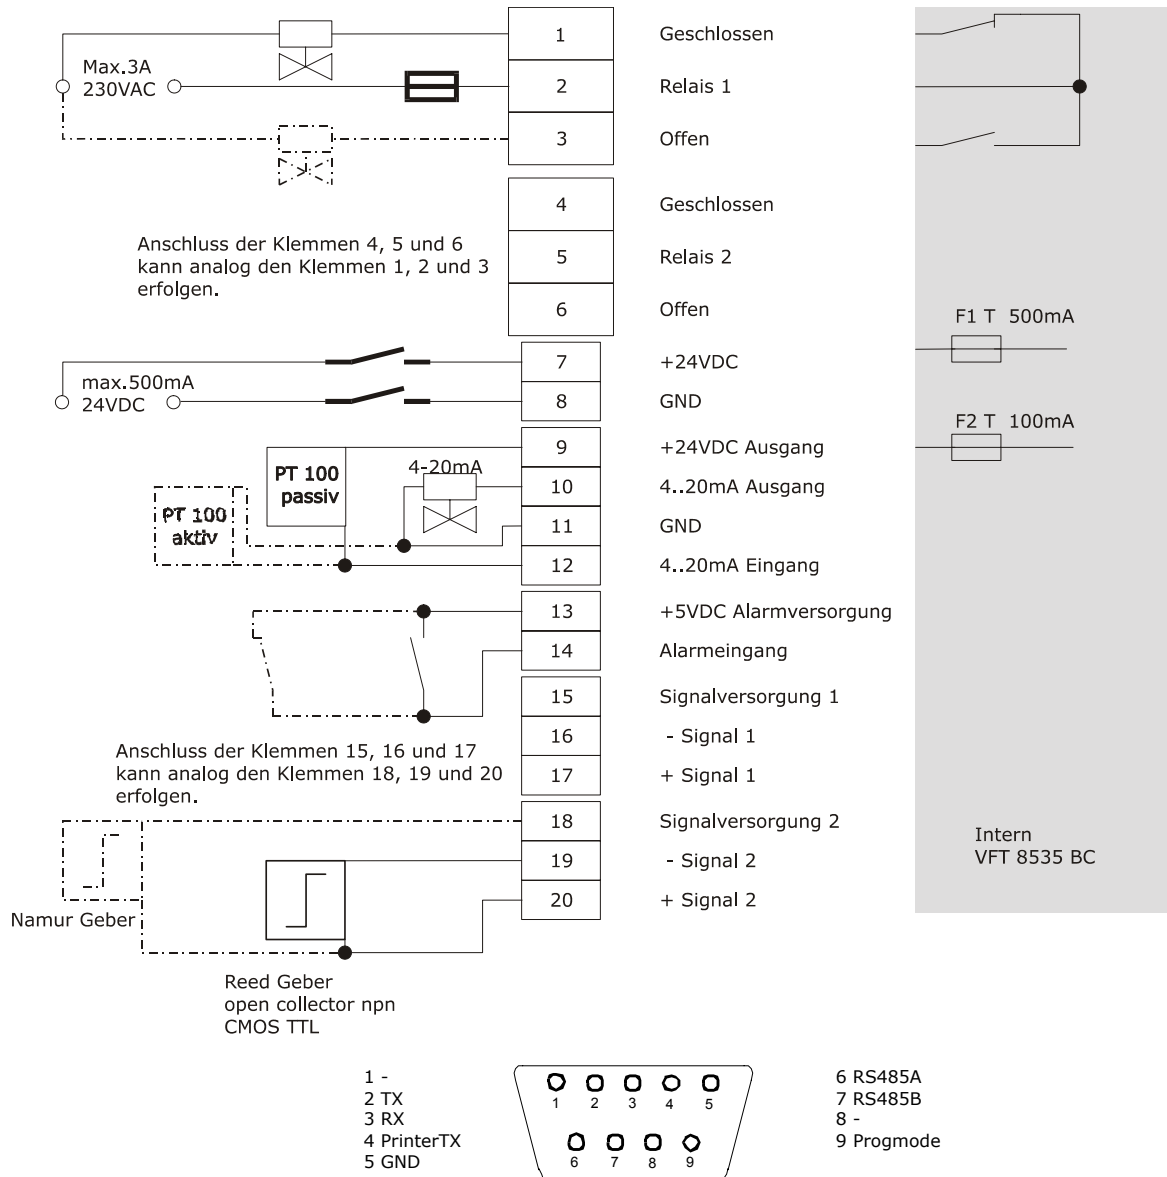 1 Geschlossen
Max.3A
230VAC
2 Relais 1
3 Offen
4 Geschlossen
Anschluss der Klemmen 4, 5 und 6
kann analog den Klemmen 1, 2 und 3
erfolgen.
5 Relais 2
6 Offen
F1 T 500mA
7 +24VDC
max.500mA
24VDC
8 GND
F2 T 100mA
9 +24VDC Ausgang
PT 100
passiv
4-20mA
10 4..20mA Ausgang
PT 100
aktiv
11 GND
12 4..20mA Eingang
13 +5VDC Alarmversorgung
14 Alarmeingang
15 Signalversorgung 1
16 - Signal 1
17 + Signal 1
Anschluss der Klemmen 15, 16 und 17
kann analog den Klemmen 18, 19 und 20
erfolgen.
18 Signalversorgung 2
19 - Signal 2
20 + Signal 2
Intern
VFT 8535 BC
Namur Geber
Reed Geber
open collector npn
CMOS TTL
1 -
2 TX
3 RX
4 PrinterTX
5 GND
1 2 3 4 5
6 7 8 9
6 RS485A
7 RS485B
8 -
9 Progmode